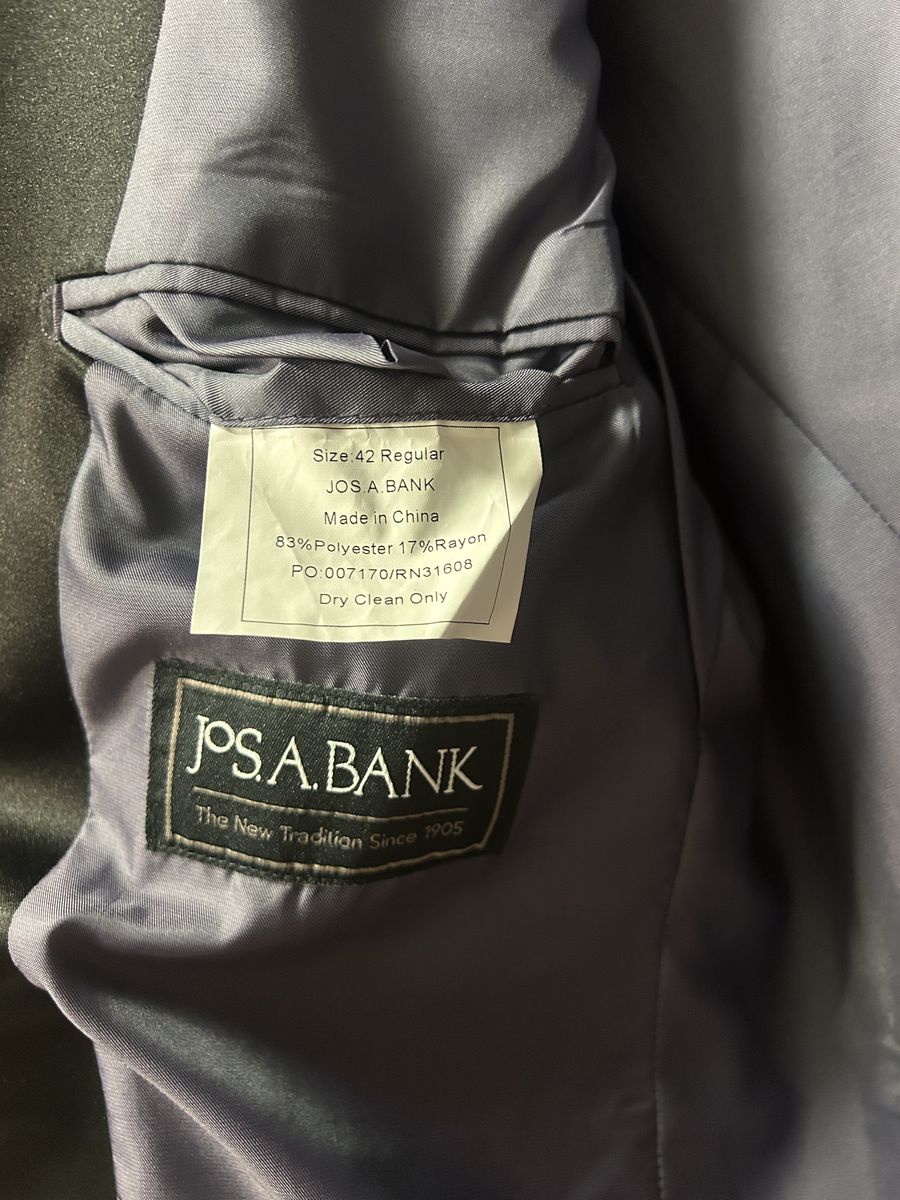 Size:42 Regular
JOS.A.BANK
Made in China
83%Polyester 17%Rayon
PO:007170/RN31608
Dry Clean Only
JOS.A.BANK
The New Tradition Since 1905